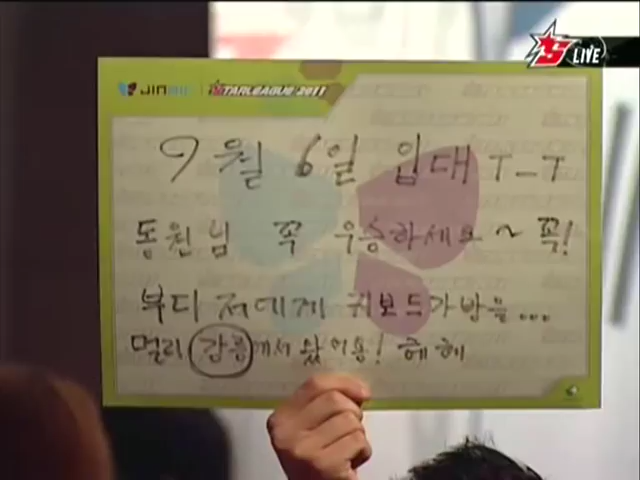 LIVE
JINAIR STARLEAGUE 2011
9월 6일 입대 T-T
동원님 꼭 우승하세요~ 꼭!
부디 저에게 키보드가방을...
멀리 강릉에서 왔어용! 헤헤